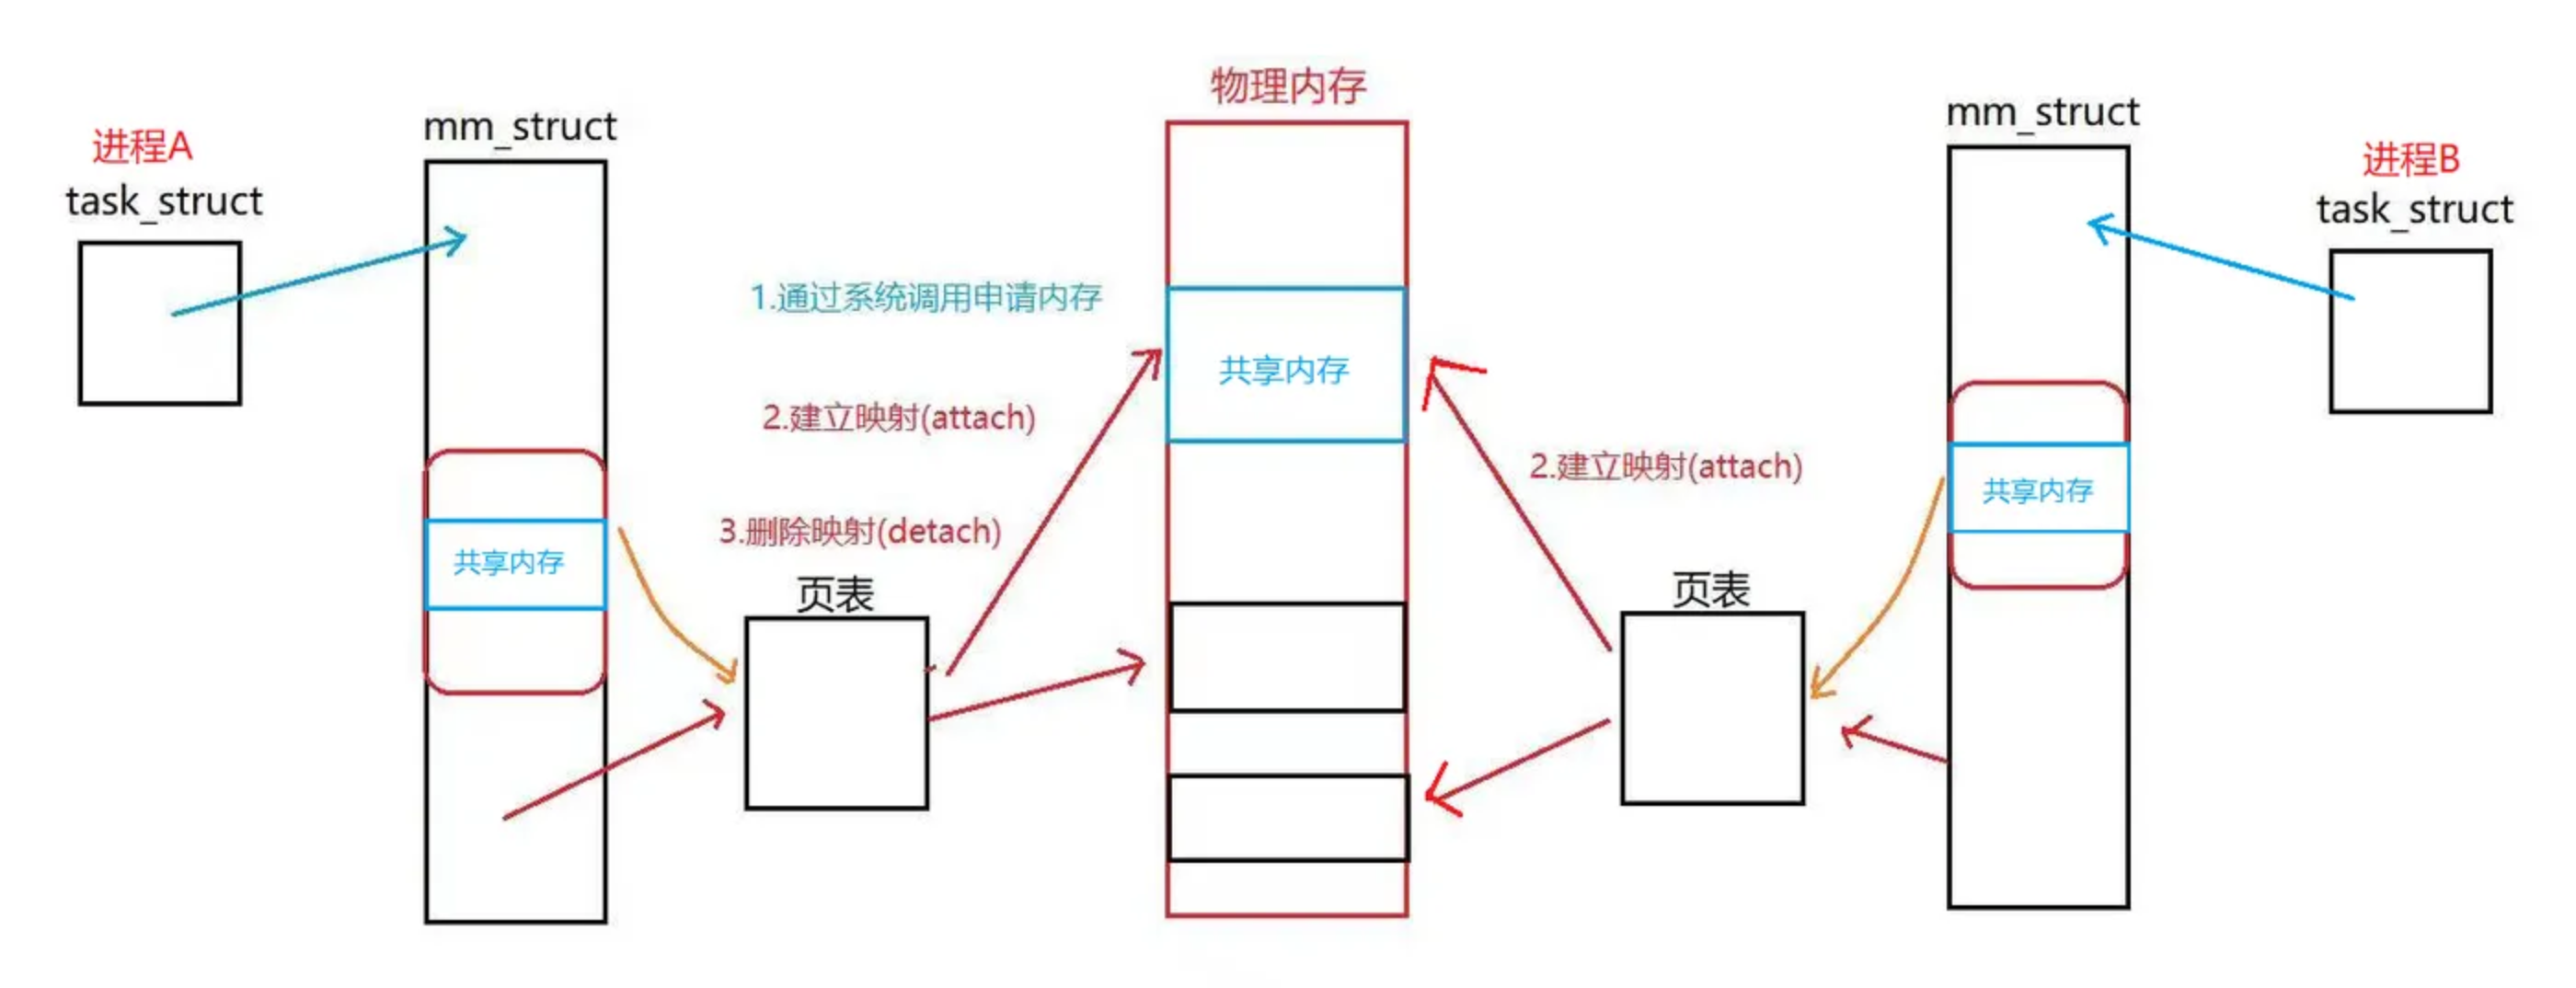 进程A
task_struct
mm_struct
共享内存
1.通过系统调用申请内存
2.建立映射(attach)
3.删除映射(detach)
页表
物理内存
共享内存
2.建立映射(attach)
页表
mm_struct
共享内存
进程B
task_struct